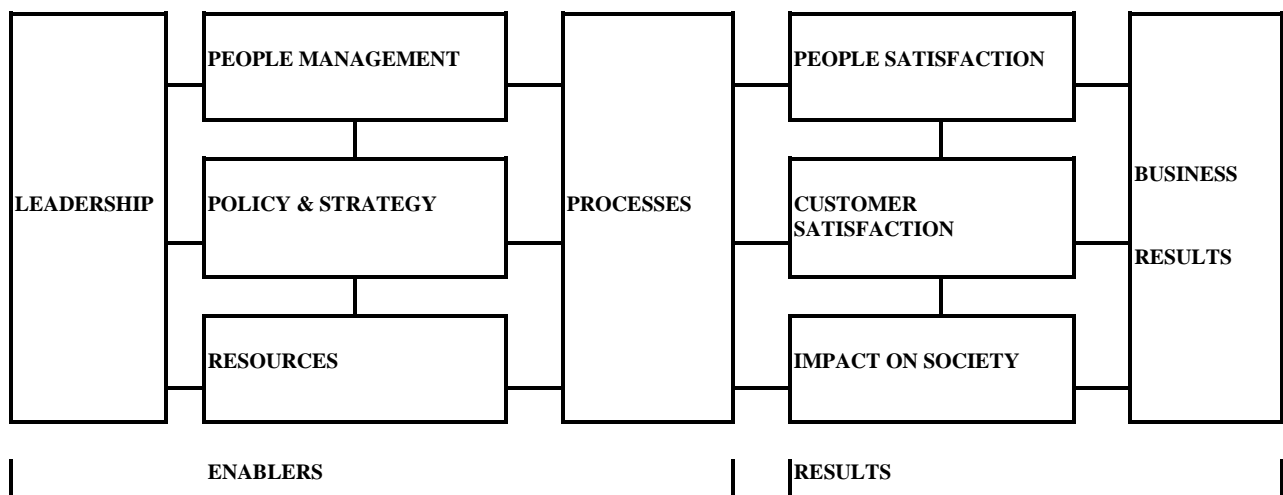 PEOPLE MANAGEMENT
PEOPLE SATISFACTION
LEADERSHIP
POLICY & STRATEGY
PROCESSES
CUSTOMER
SATISFACTION
BUSINESS
RESULTS
RESOURCES
IMPACT ON SOCIETY
ENABLERS
RESULTS